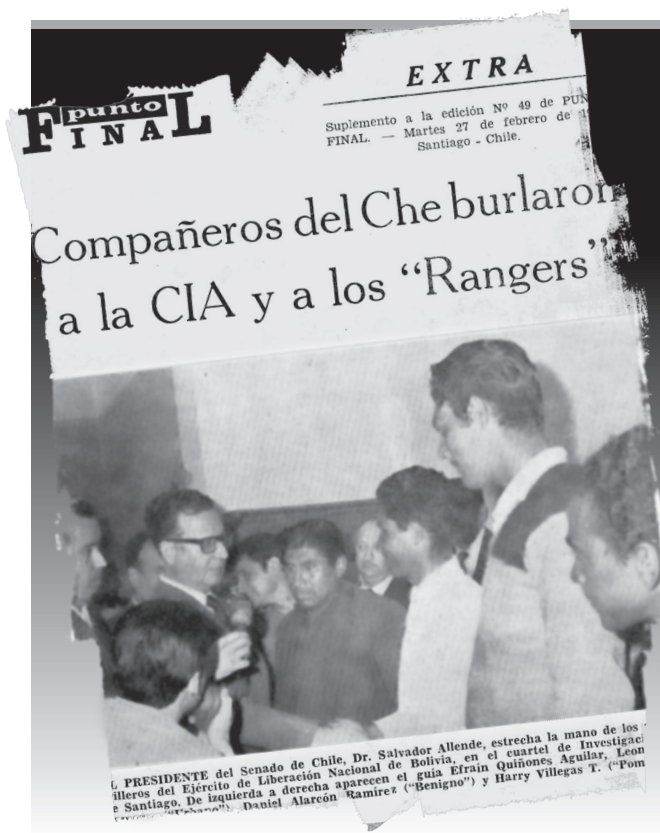 punto
FINAL
EXTRA
Suplemento a la edición Nº 49 de PUN
FINAL. — Martes 27 de febrero de
Santiago - Chile.
Compañeros del Che burlaron
a la CIA y a los “Rangers”
L PRESIDENTE del Senado de Chile, Dr. Salvador Allende, estrecha la mano de los
illeros del Ejército de Liberación Nacional de Bolivia, en el cuartel de Investigac
e Santiago. De izquierda a derecha aparecen el guía Efraín Quiñones Aguilar, Leon
("Urbano"), Daniel Alarcón Ramírez ("Benigno") y Harry Villegas T. ("Pom